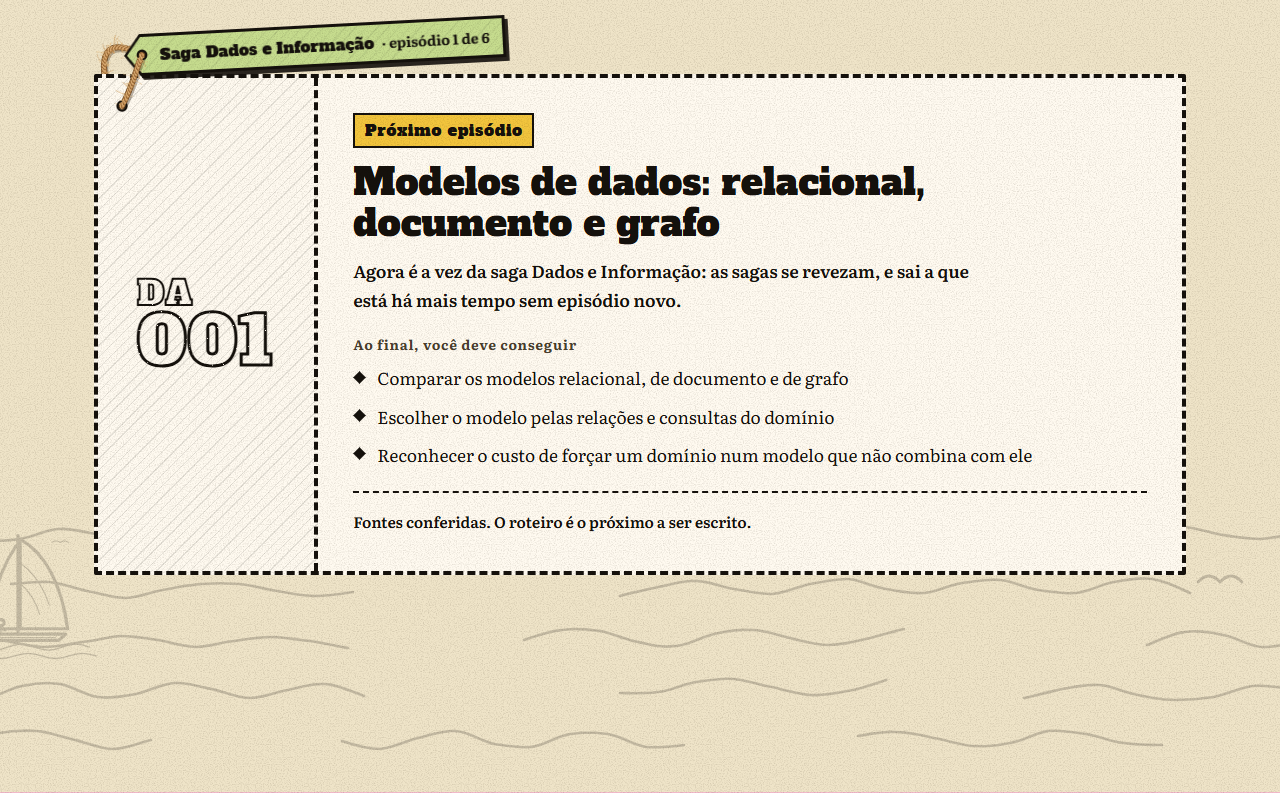 Saga Dados e Informação · episódio 1 de 6
Próximo episódio
Modelos de dados: relacional,
documento e grafo
DA
001
Agora é a vez da saga Dados e Informação: as sagas se revezam, e sai a que
está há mais tempo sem episódio novo.
Ao final, você deve conseguir
Comparar os modelos relacional, de documento e de grafo
Escolher o modelo pelas relações e consultas do domínio
Reconhecer o custo de forçar um domínio num modelo que não combina com ele
Fontes conferidas. O roteiro é o próximo a ser escrito.